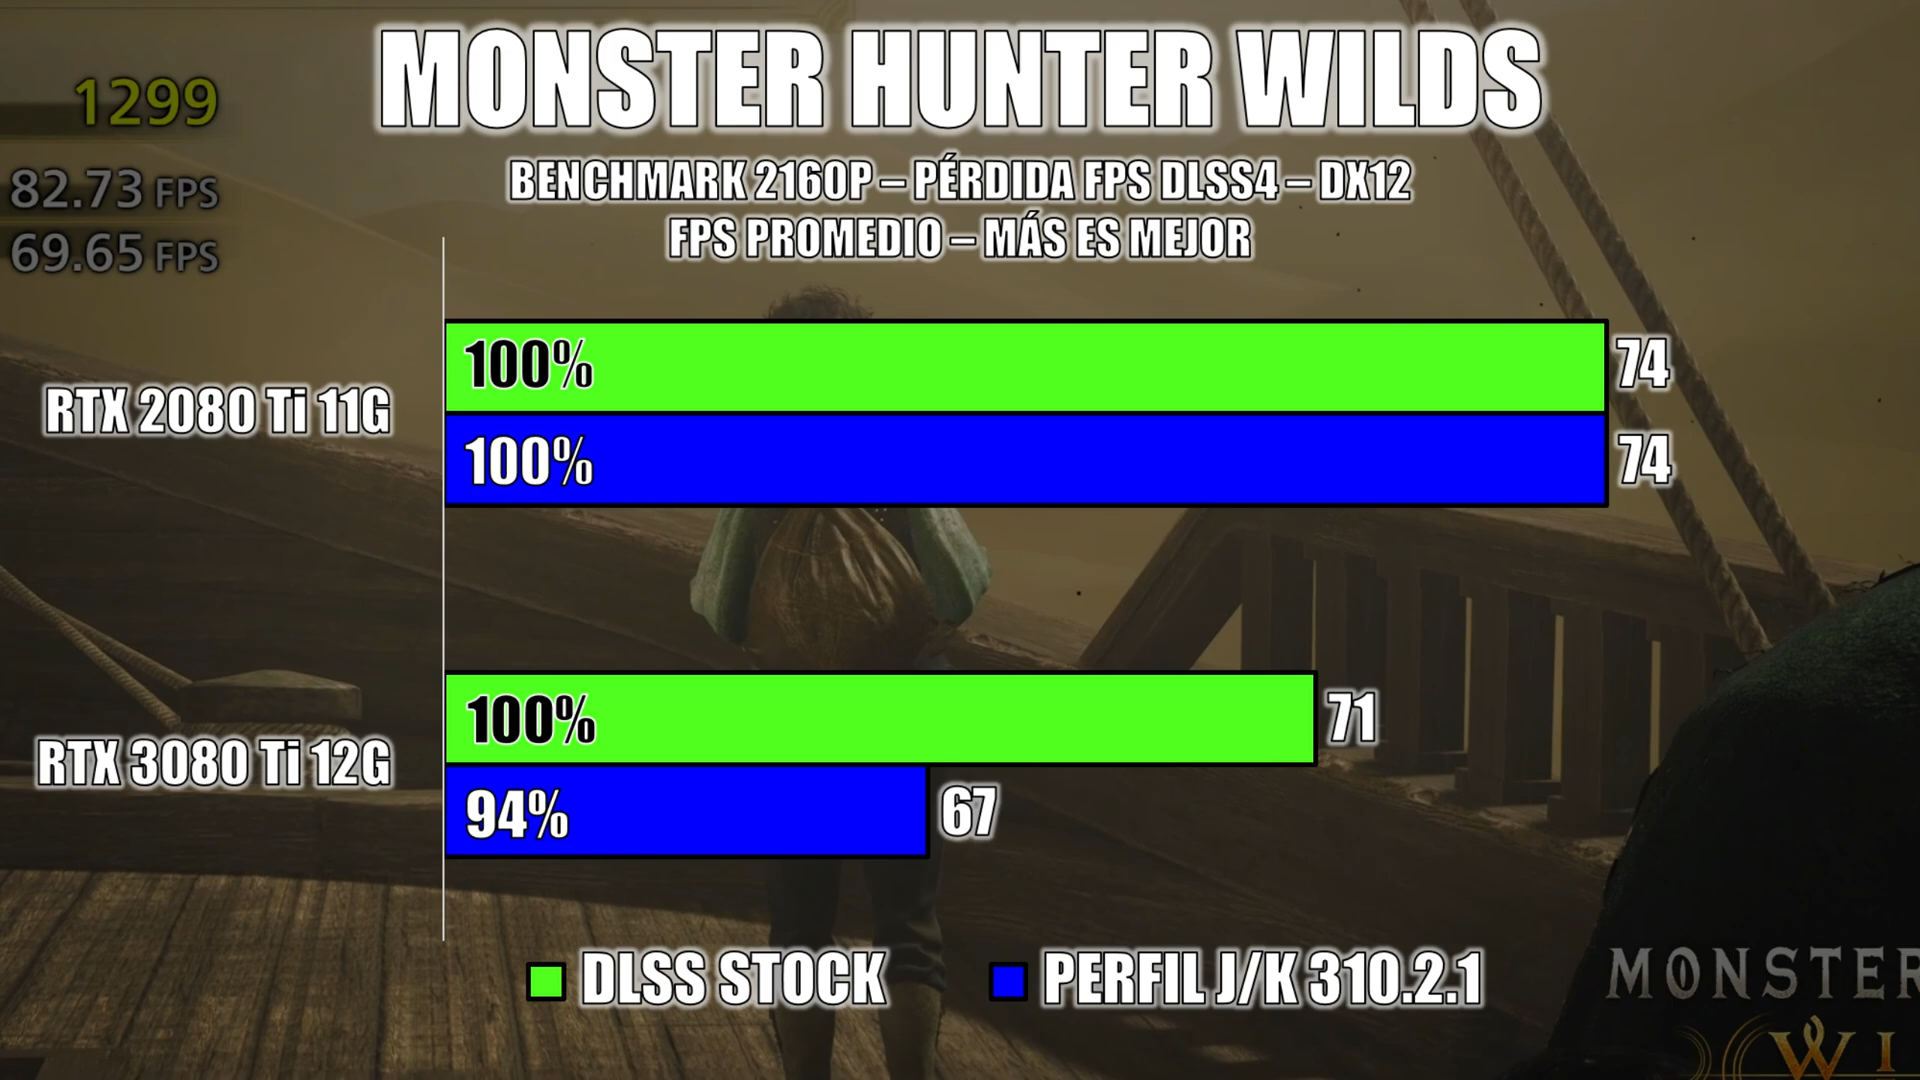 MONSTER HUNTER WILDS
1299
BENCHMARK 2160P – PÉRDIDA FPS DLSS4 – DX12
82.73 FPS
FPS PROMEDIO – MÁS ES MEJOR
69.65 FPS
100% 74
RTX 2080 Ti 11G
100% 74
100% 71
RTX 3080 Ti 12G
94% 67
DLSS STOCK PERFIL J/K 310.2.1
MONSTER
WI